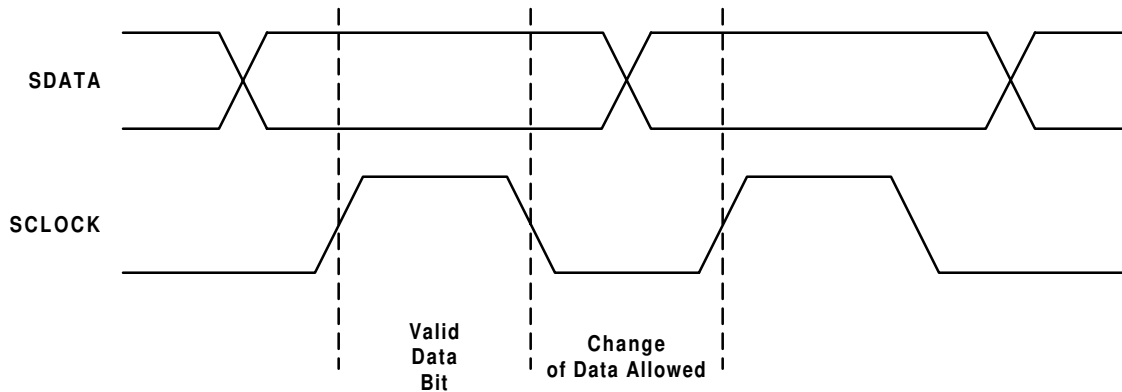 SDATA
SCLOCK
Valid
Data
Bit
Change
of Data Allowed